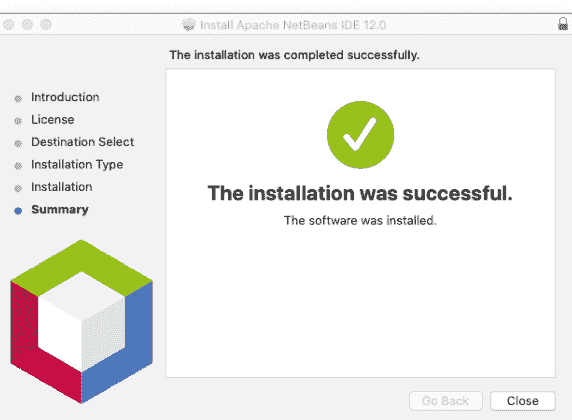 Install Apache NetBeans IDE 12.0
The installation was completed successfully.
Introduction
License
Destination Select
Installation Type
Installation
Summary
The installation was successful.
The software was installed.
Go Back
Close